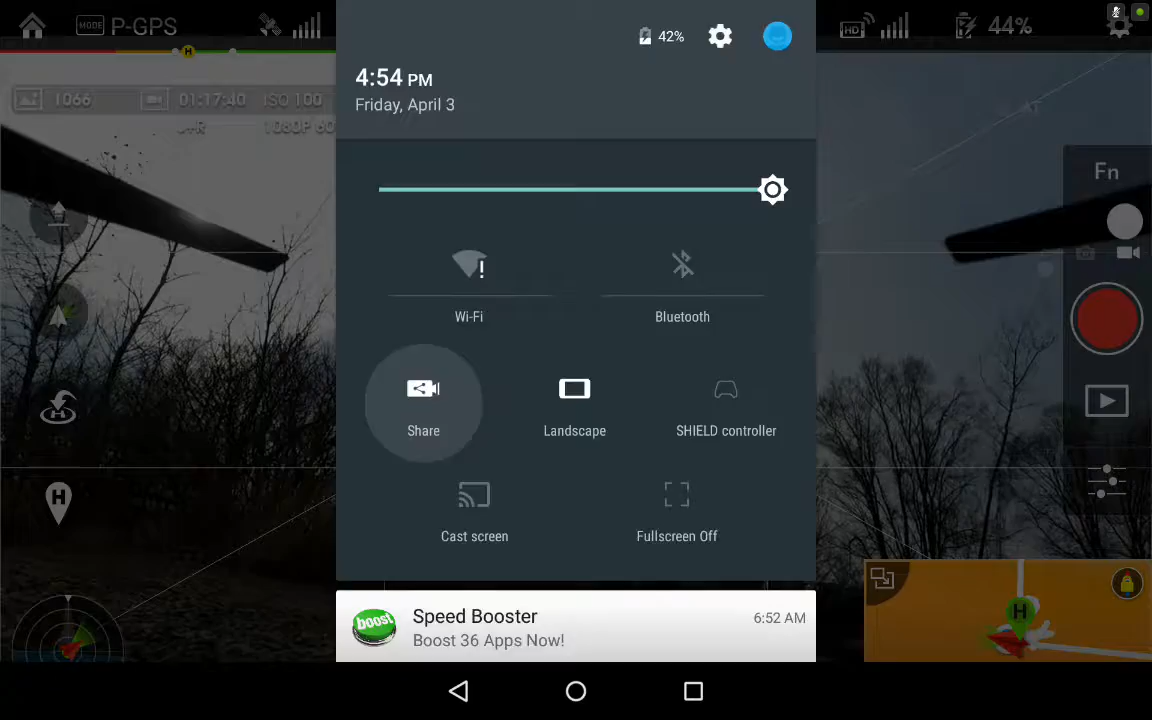 MODE P-GPS
HD
44%
42%
4:54 PM
Friday, April 3
1066
01:17:40
ISO 100
1080P 60
Fn
Wi-Fi
Bluetooth
Share
Landscape
SHIELD controller
H
Cast screen
Fullscreen Off
boost
Speed Booster
6:52 AM
Boost 36 Apps Now!
H